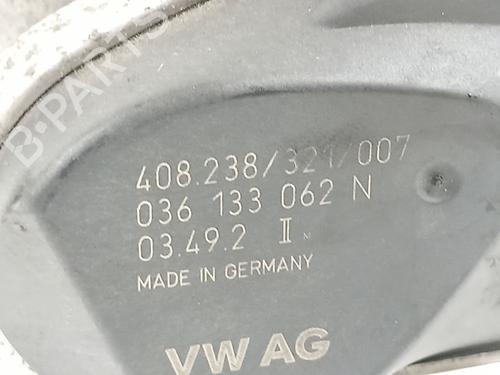 B-PARTS
408.238/321/007
036 133 062 N
03.49.2 II N
MADE IN GERMANY
VW AG